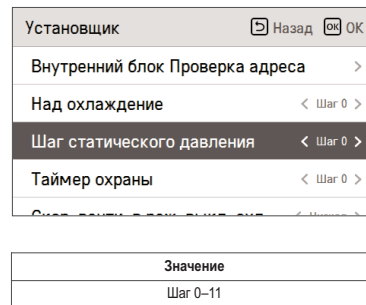 Установщик Назад OK OK
Внутренний блок Проверка адреса >
Над охлаждение < Шаг 0 >
Шаг статического давления < Шаг 0 >
Таймер охраны < Шаг 0 >
Значение
Шаг 0–11